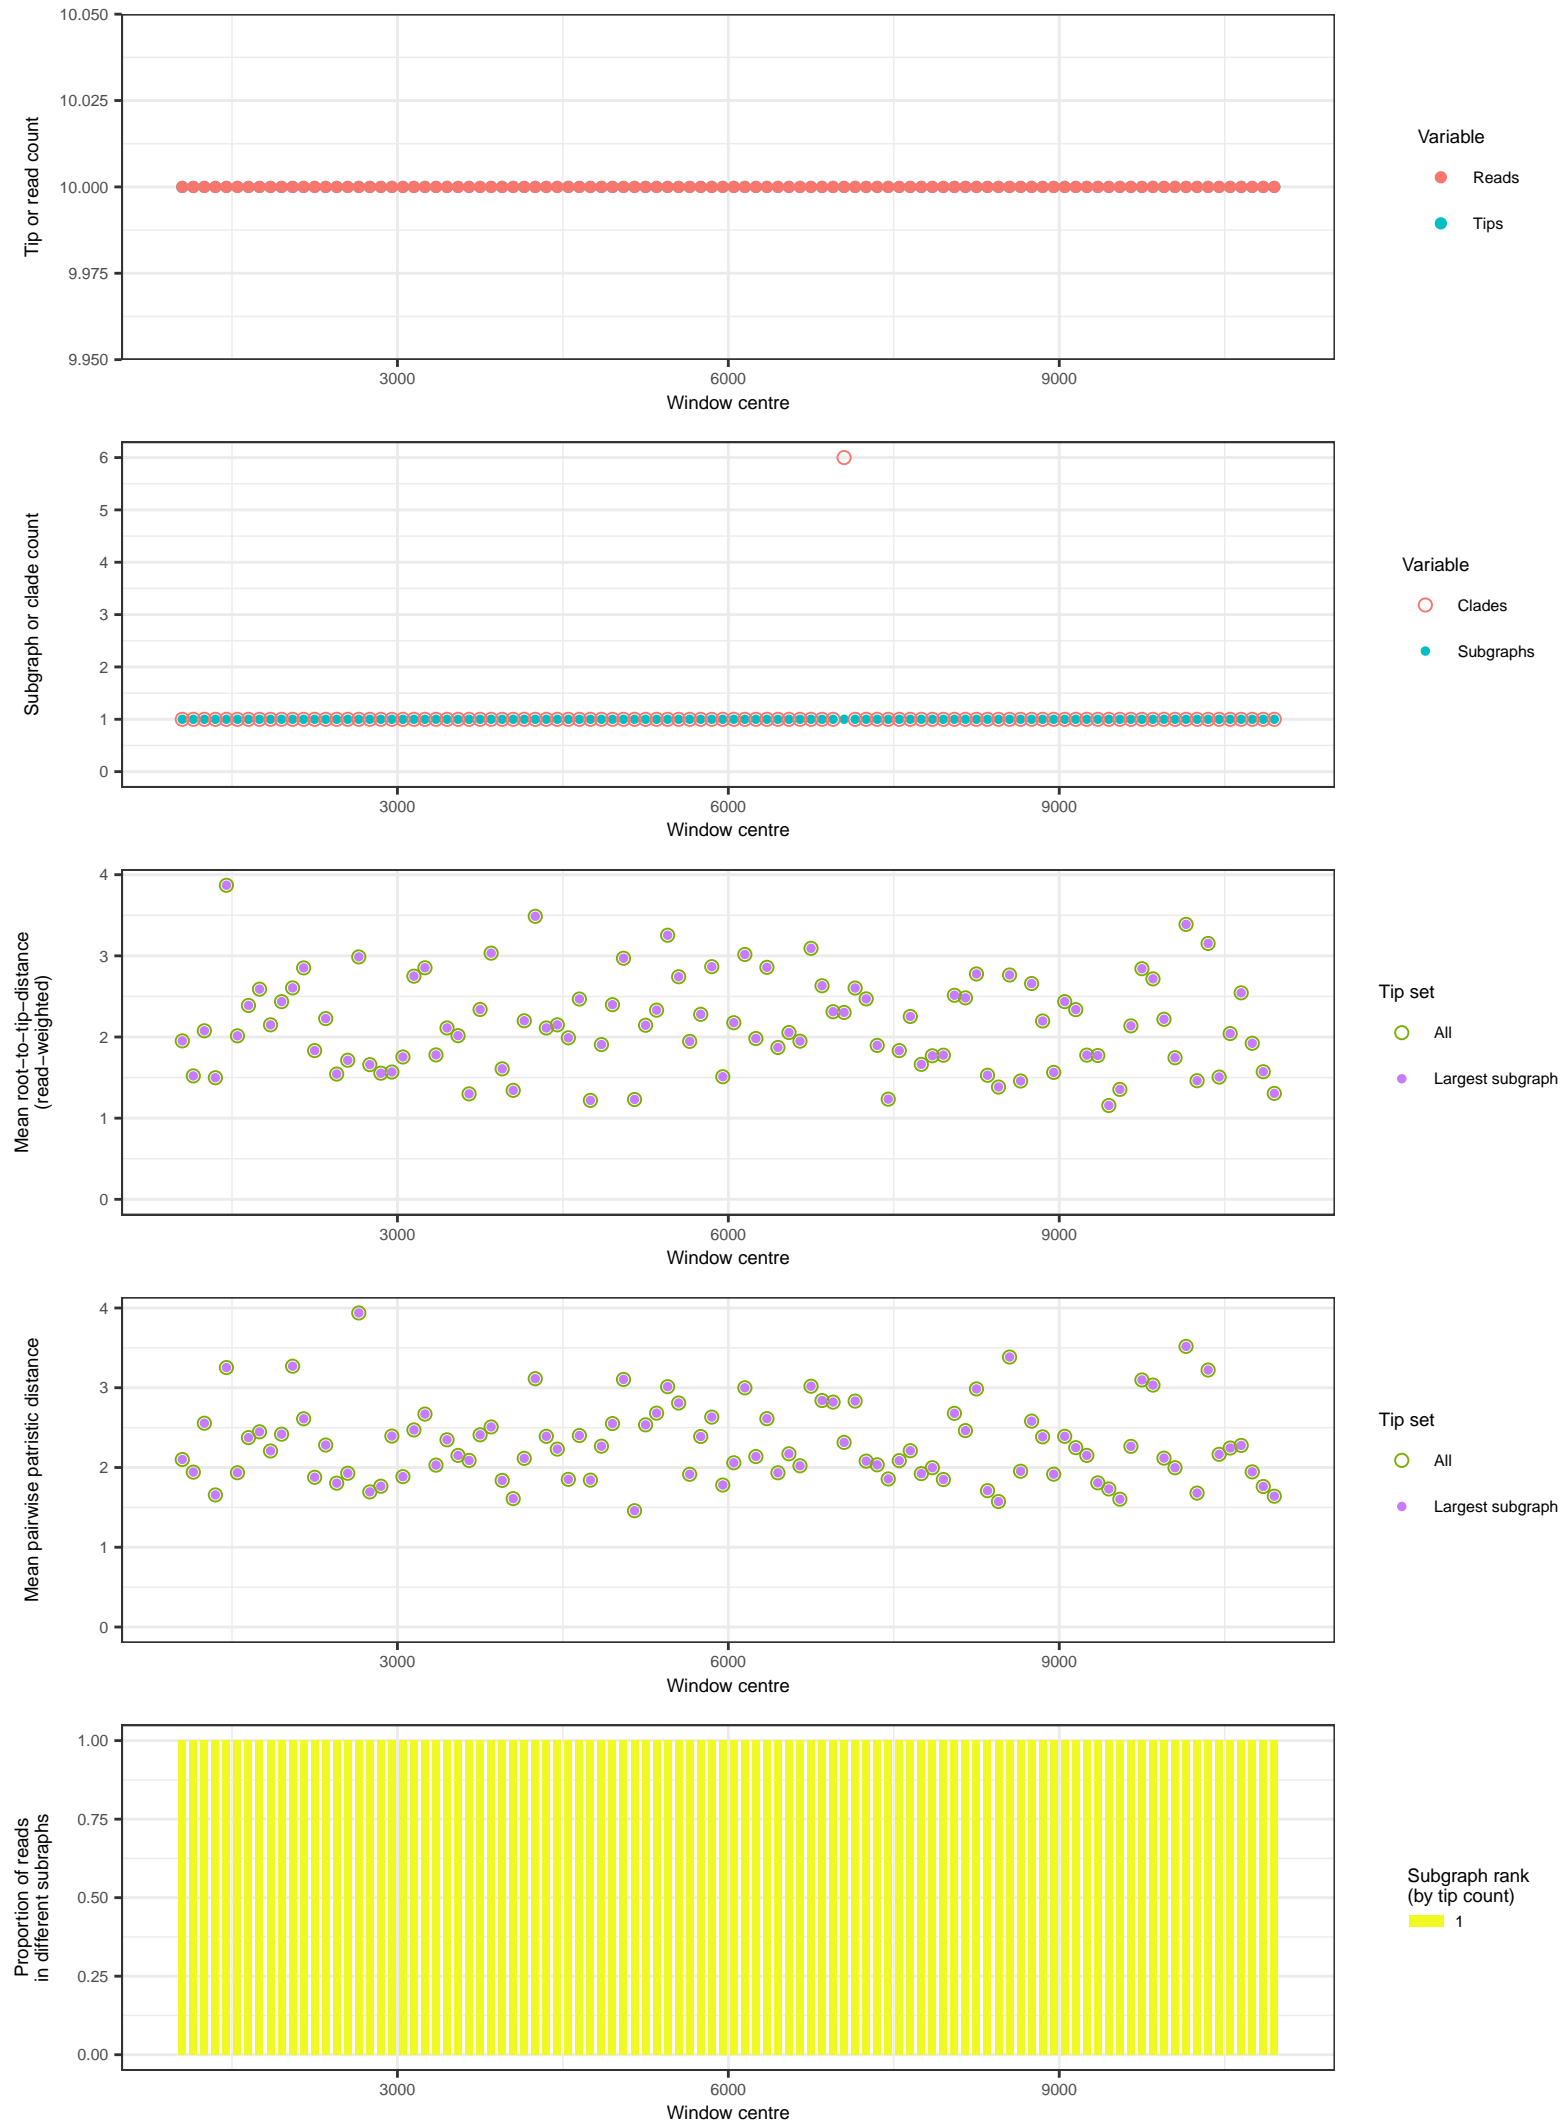 10.050
10.025
10.000
9.975
9.950
Tip or read count
3000
6000
9000
Window centre
Variable
Reads
Tips
6
5
4
3
2
1
0
Subgraph or clade count
3000
6000
9000
Window centre
Variable
Clades
Subgraphs
4
3
2
1
0
Mean root−to−tip−distance
(read−weighted)
3000
6000
9000
Window centre
Tip set
All
Largest subgraph
4
3
2
1
0
Mean pairwise patristic distance
3000
6000
9000
Window centre
Tip set
All
Largest subgraph
1.00
0.75
0.50
0.25
0.00
Proportion of reads
in different subraphs
3000
6000
9000
Window centre
Subgraph rank
(by tip count)
1